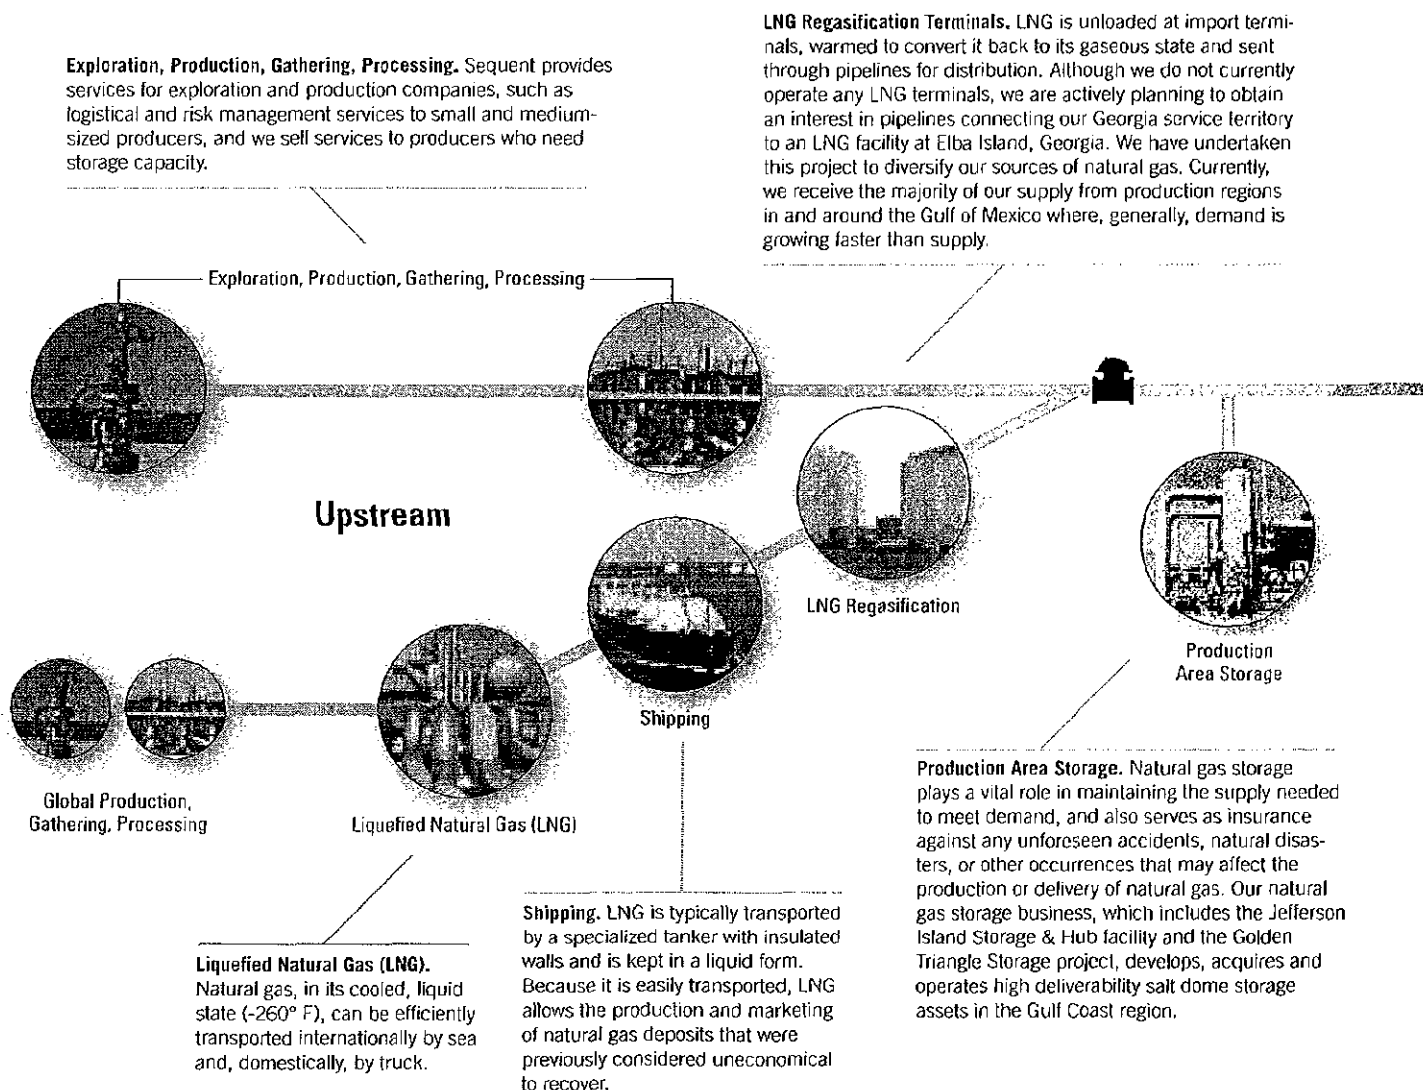 LNG Regasification Terminals. LNG is unloaded at import termi-
nals, warmed to convert it back to its gaseous state and sent
through pipelines for distribution. Although we do not currently
operate any LNG terminals, we are actively planning to obtain
an interest in pipelines connecting our Georgia service territory
to an LNG facility at Elba Island, Georgia. We have undertaken
this project to diversify our sources of natural gas. Currently,
we receive the majority of our supply from production regions
in and around the Gulf of Mexico where, generally, demand is
growing faster than supply.
Exploration, Production, Gathering, Processing. Sequent provides
services for exploration and production companies, such as
logistical and risk management services to small and medium-
sized producers, and we sell services to producers who need
storage capacity.
Exploration, Production, Gathering, Processing
Upstream
LNG Regasification
Production
Area Storage
Shipping
Global Production,
Gathering, Processing
Liquefied Natural Gas (LNG)
Production Area Storage. Natural gas storage
plays a vital role in maintaining the supply needed
to meet demand, and also serves as insurance
against any unforeseen accidents, natural disas-
ters, or other occurrences that may affect the
production or delivery of natural gas. Our natural
gas storage business, which includes the Jefferson
Island Storage & Hub facility and the Golden
Triangle Storage project, develops, acquires and
operates high deliverability salt dome storage
assets in the Gulf Coast region.
Shipping. LNG is typically transported
by a specialized tanker with insulated
walls and is kept in a liquid form.
Because it is easily transported, LNG
allows the production and marketing
of natural gas deposits that were
previously considered uneconomical
to recover.
Liquefied Natural Gas (LNG).
Natural gas, in its cooled, liquid
state (-260° F), can be efficiently
transported internationally by sea
and, domestically, by truck.